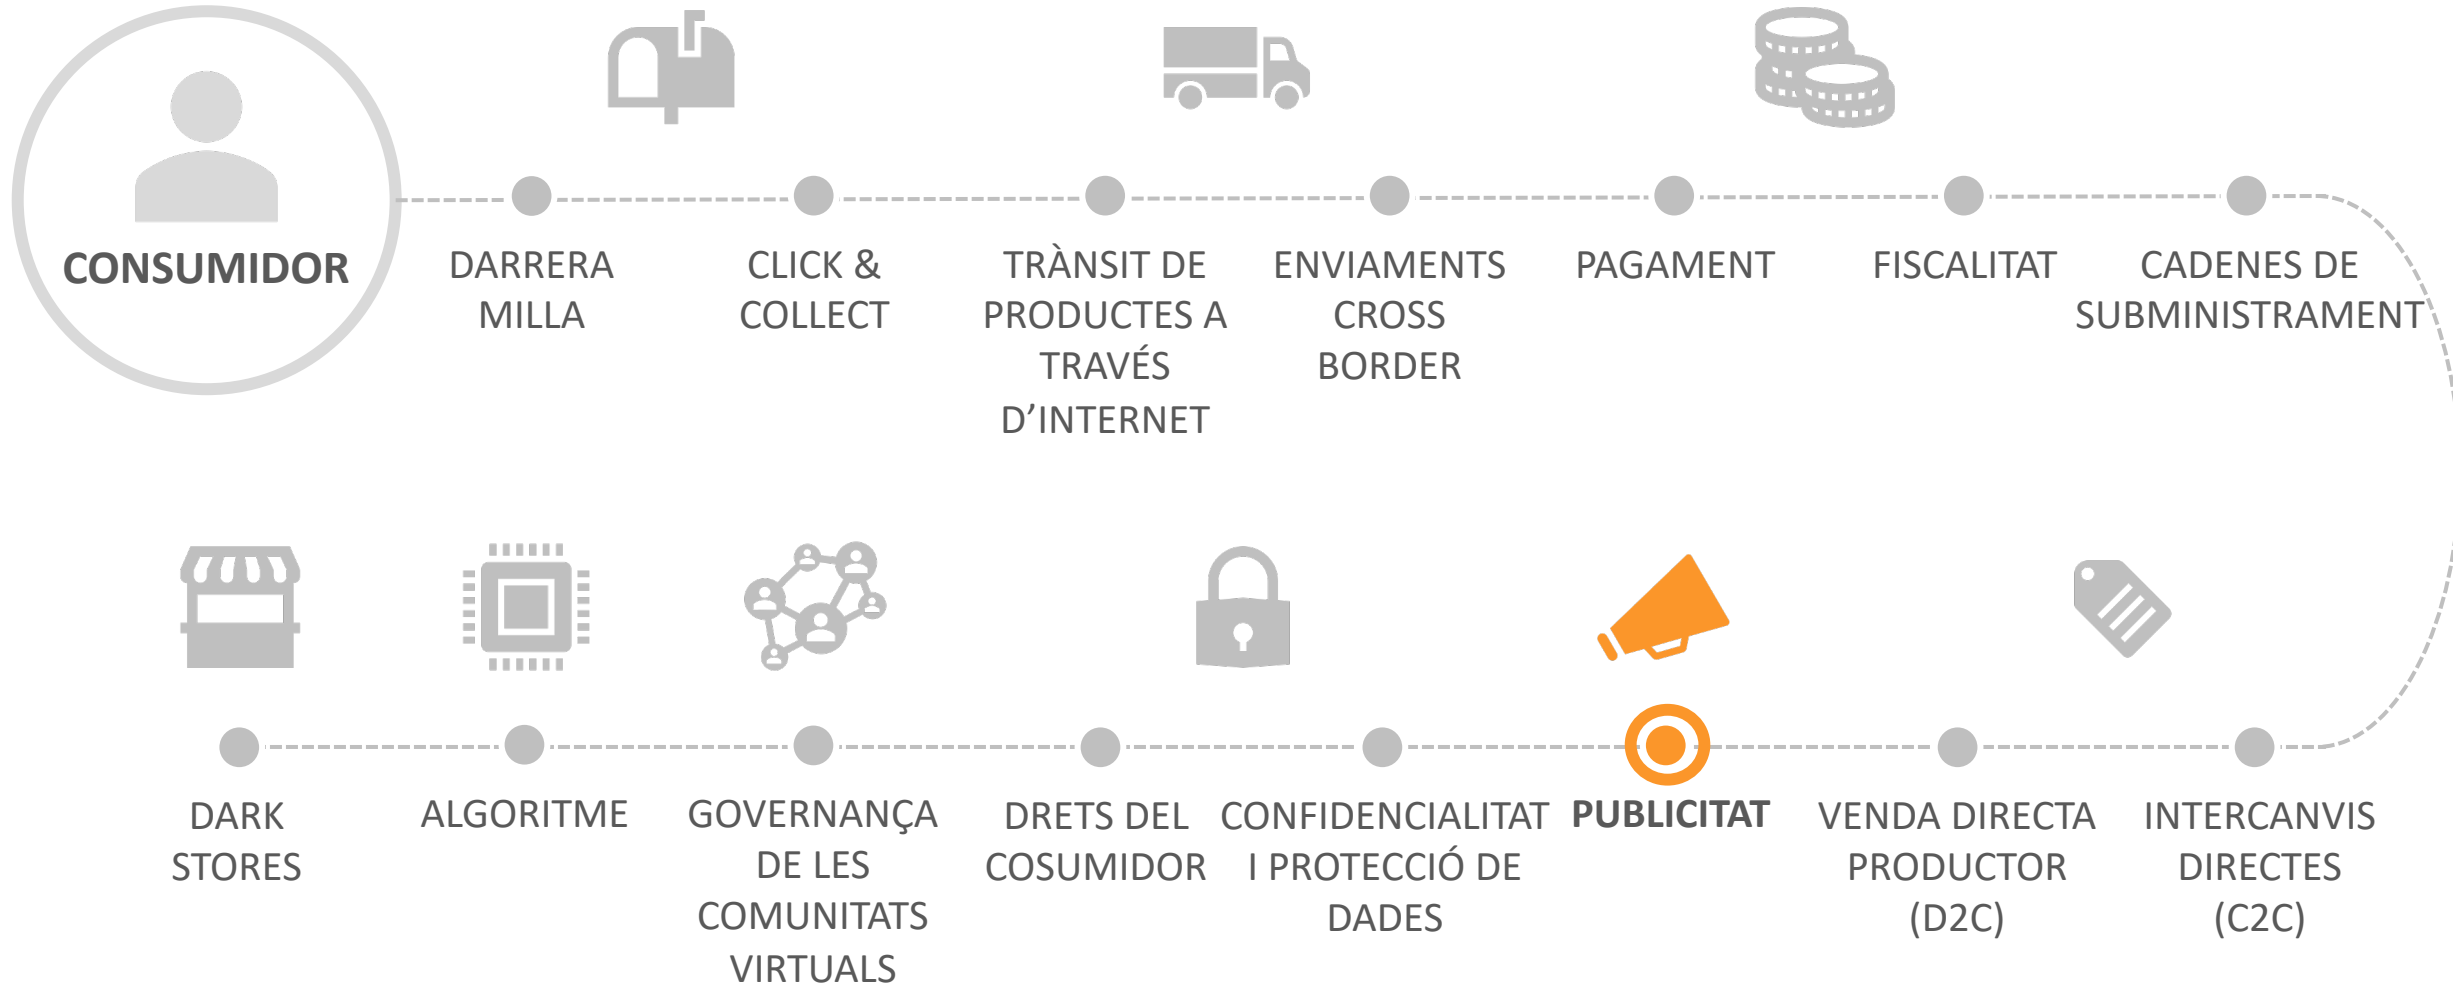 CONSUMIDOR
DARRERA
MILLA
CLICK &
COLLECT
TRÀNSIT DE
PRODUCTES A
TRAVÉS
D’INTERNET
ENVIAMENTS
CROSS
BORDER
PAGAMENT
FISCALITAT
CADENES DE
SUBMINISTRAMENT
DARK
STORES
ALGORITME
GOVERNANÇA
DE LES
COMUNITATS
VIRTUALS
DRETS DEL
COSUMIDOR
CONFIDENCIALITAT
I PROTECCIÓ DE
DADES
PUBLICITAT
VENDA DIRECTA
PRODUCTOR
(D2C)
INTERCANVIS
DIRECTES
(C2C)